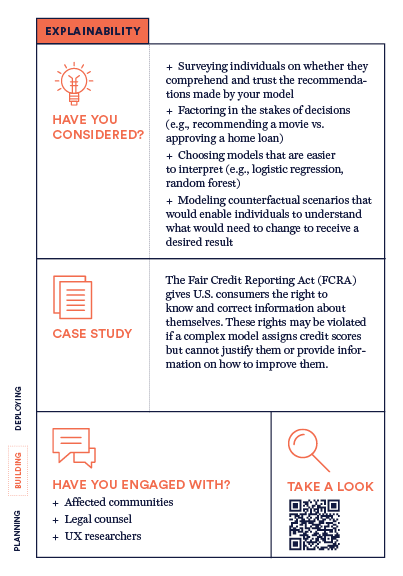 EXPLAINABILITY
HAVE YOU
CONSIDERED?
+ Surveying individuals on whether they
comprehend and trust the recommenda-
tions made by your model
+ Factoring in the stakes of decisions
(e.g., recommending a movie vs.
approving a home loan)
+ Choosing models that are easier
to interpret (e.g., logistic regression,
random forest)
+ Modeling counterfactual scenarios that
would enable individuals to understand
what would need to change to receive a
desired result
CASE STUDY
The Fair Credit Reporting Act (FCRA)
gives U.S. consumers the right to
know and correct information about
themselves. These rights may be violated
if a complex model assigns credit scores
but cannot justify them or provide infor-
mation on how to improve them.
HAVE YOU ENGAGED WITH?
+ Affected communities
+ Legal counsel
+ UX researchers
TAKE A LOOK
DEPLOYING
BUILDING
PLANNING